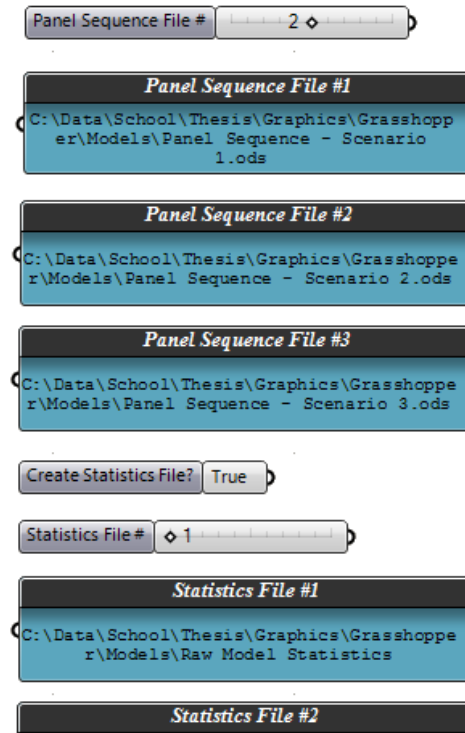 Panel Sequence File # 2
Panel Sequence File #1
C:\Data\School\Thesis\Graphics\Grasshopp
er\Models\Panel Sequence - Scenario
1.ods
Panel Sequence File #2
C:\Data\School\Thesis\Graphics\Grasshoppe
r\Models\Panel Sequence - Scenario 2.ods
Panel Sequence File #3
C:\Data\School\Thesis\Graphics\Grasshoppe
r\Models\Panel Sequence - Scenario 3.ods
Create Statistics File? True
Statistics File # 1
Statistics File #1
C:\Data\School\Thesis\Graphics\Grasshoppe
r\Models\Raw Model Statistics
Statistics File #2